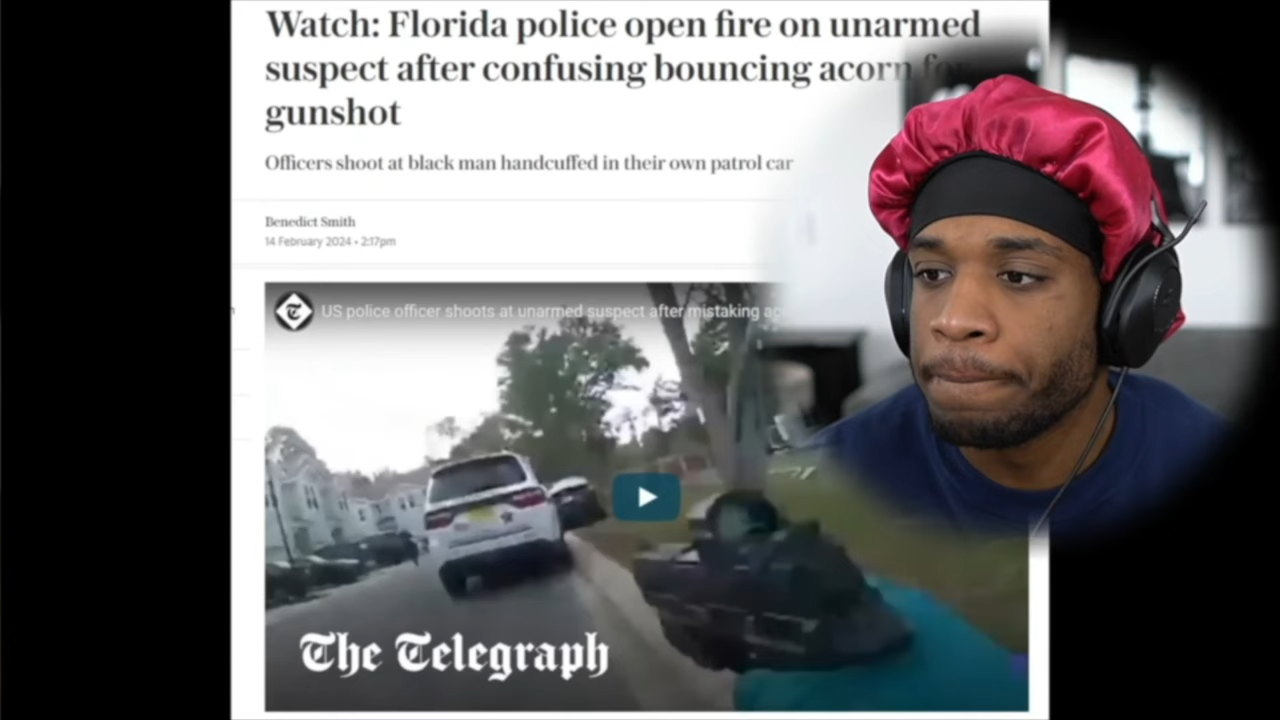 Watch: Florida police open fire on unarmed
suspect after confusing bouncing acorn for
gunshot
Officers shoot at black man handcuffed in their own patrol car
Benedict Smith
14 February 2024 • 2:17pm
US police officer shoots at unarmed suspect after mistaking
The Telegraph